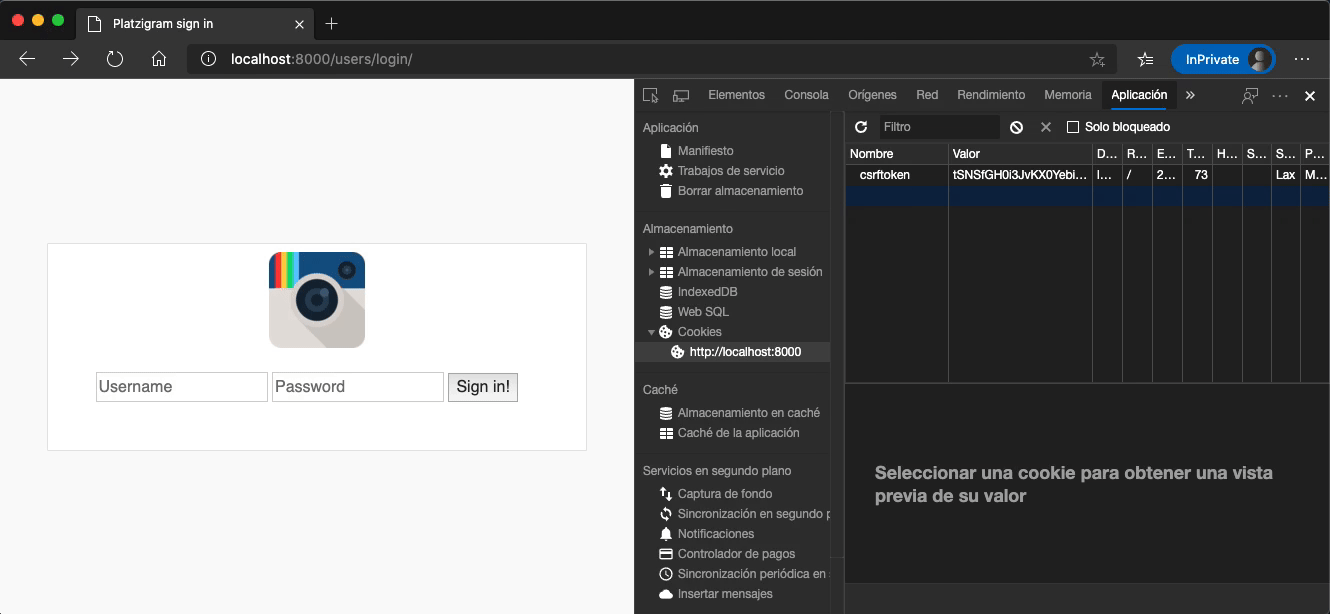 Platzigram sign in
localhost:8000/users/login/
InPrivate
Username
Password
Sign in!
Elementos Consola Orígenes Red Rendimiento Memoria Aplicación
Aplicación
Manifiesto
Trabajos de servicio
Borrar almacenamiento
Almacenamiento
Almacenamiento local
Almacenamiento de sesión
IndexedDB
Web SQL
Cookies
http://localhost:8000
Caché
Almacenamiento en caché
Caché de la aplicación
Servicios en segundo plano
Captura de fondo
Sincronización en segundo p
Notificaciones
Controlador de pagos
Sincronización periódica en
Insertar mensajes
Filtro
Solo bloqueado
Nombre Valor D... R... E... T... H... S... S... P...
csrftoken tSNSfGH0i3JvKX0Yebi... l... / 2... 73 Lax M...
Seleccionar una cookie para obtener una vista
previa de su valor